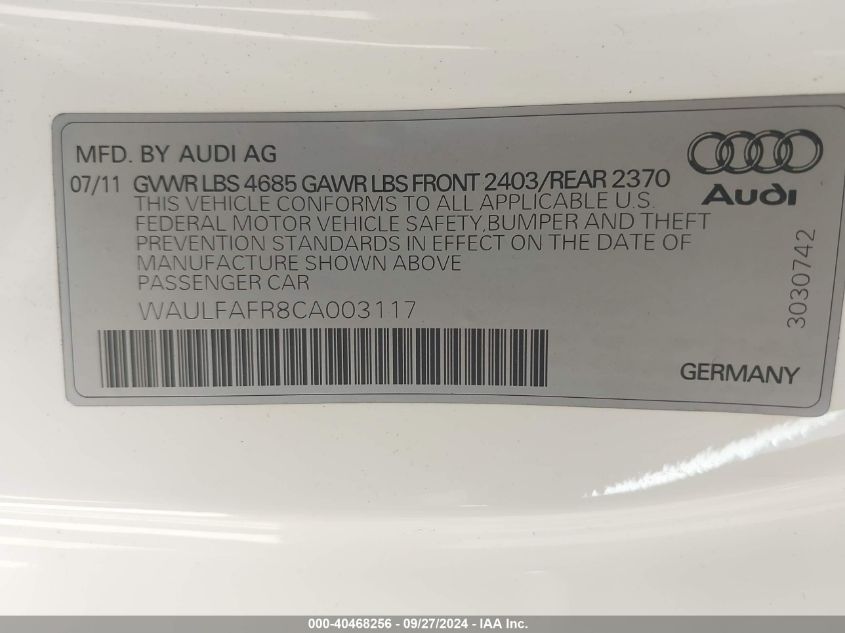 MFD. BY AUDI AG
07/11 GVWR LBS 4685 GAWR LBS FRONT 2403/REAR 2370
THIS VEHICLE CONFORMS TO ALL APPLICABLE U.S.
FEDERAL MOTOR VEHICLE SAFETY,BUMPER AND THEFT
PREVENTION STANDARDS IN EFFECT ON THE DATE OF
MANUFACTURE SHOWN ABOVE
PASSENGER CAR
WAULFAFR8CA003117
Audi
3030742
GERMANY
000-40468256 - 09/27/2024 - IAA Inc.